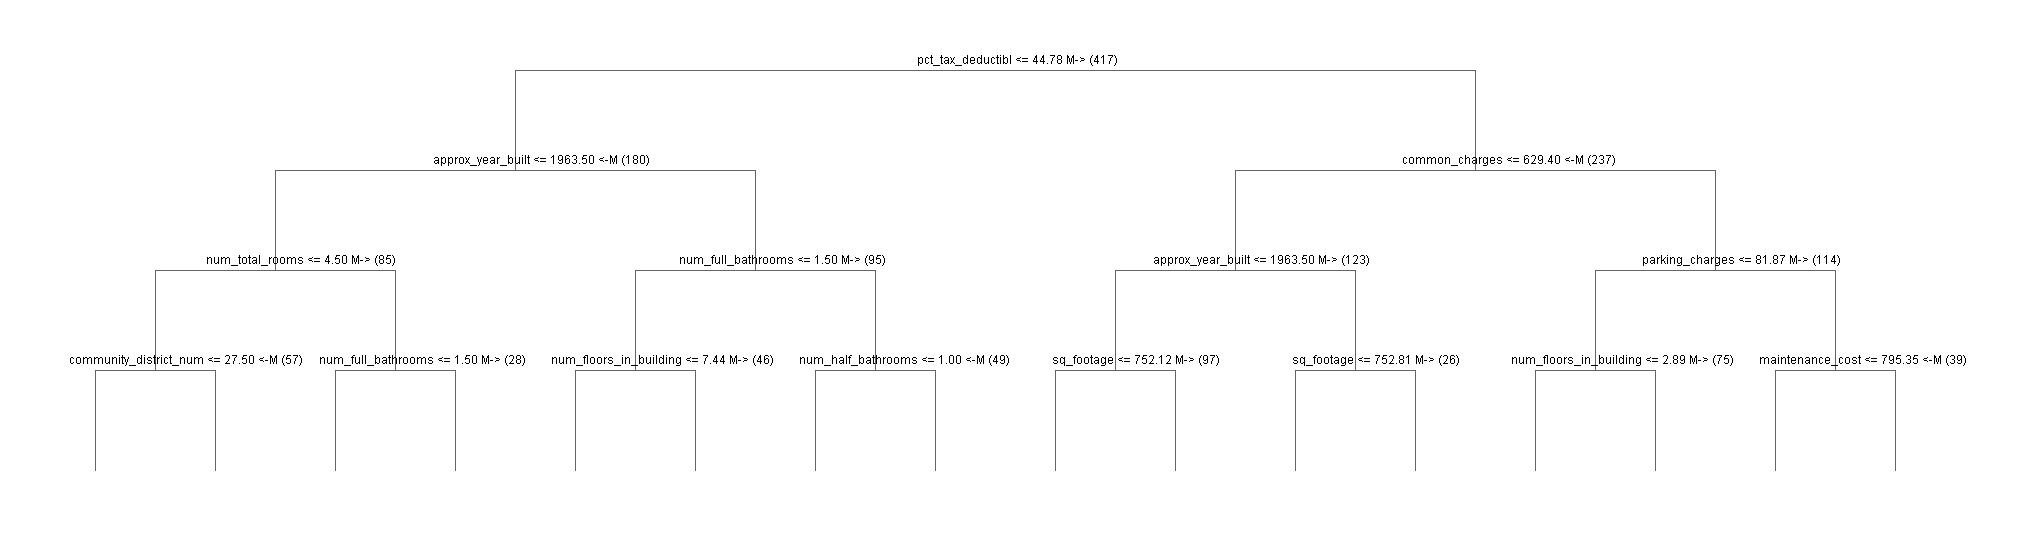 pct_tax_deductibl <= 44.78 M-> (417)
approx_year_built <= 1963.50 <-M (180)
common_charges <= 629.40 <-M (237)
num_total_rooms <= 4.50 M-> (85)
num_full_bathrooms <= 1.50 M-> (95)
approx_year_built <= 1963.50 M-> (123)
parking_charges <= 81.87 M-> (114)
community_district_num <= 27.50 <-M (57)
num_full_bathrooms <= 1.50 M-> (28)
num_floors_in_building <= 7.44 M-> (46)
num_half_bathrooms <= 1.00 <-M (49)
sq_footage <= 752.12 M-> (97)
sq_footage <= 752.81 M-> (26)
num_floors_in_building <= 2.89 M-> (75)
maintenance_cost <= 795.35 <-M (39)